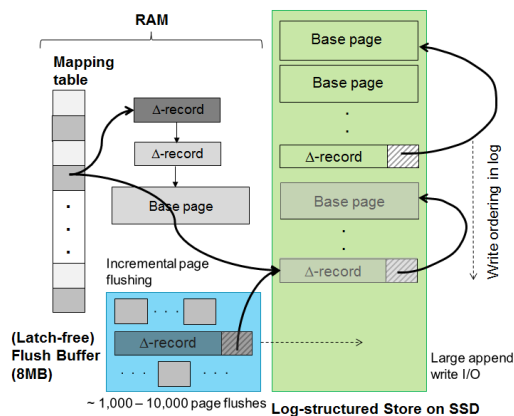 RAM
Mapping
table
Δ-record
Δ-record
Base page
Incremental page
flushing
(Latch-free)
Flush Buffer
(8MB)
Δ-record
~ 1,000 – 10,000 page flushes
Base page
Base page
Δ-record
Base page
Δ-record
Write ordering in log
Large append
write I/O
Log-structured Store on SSD